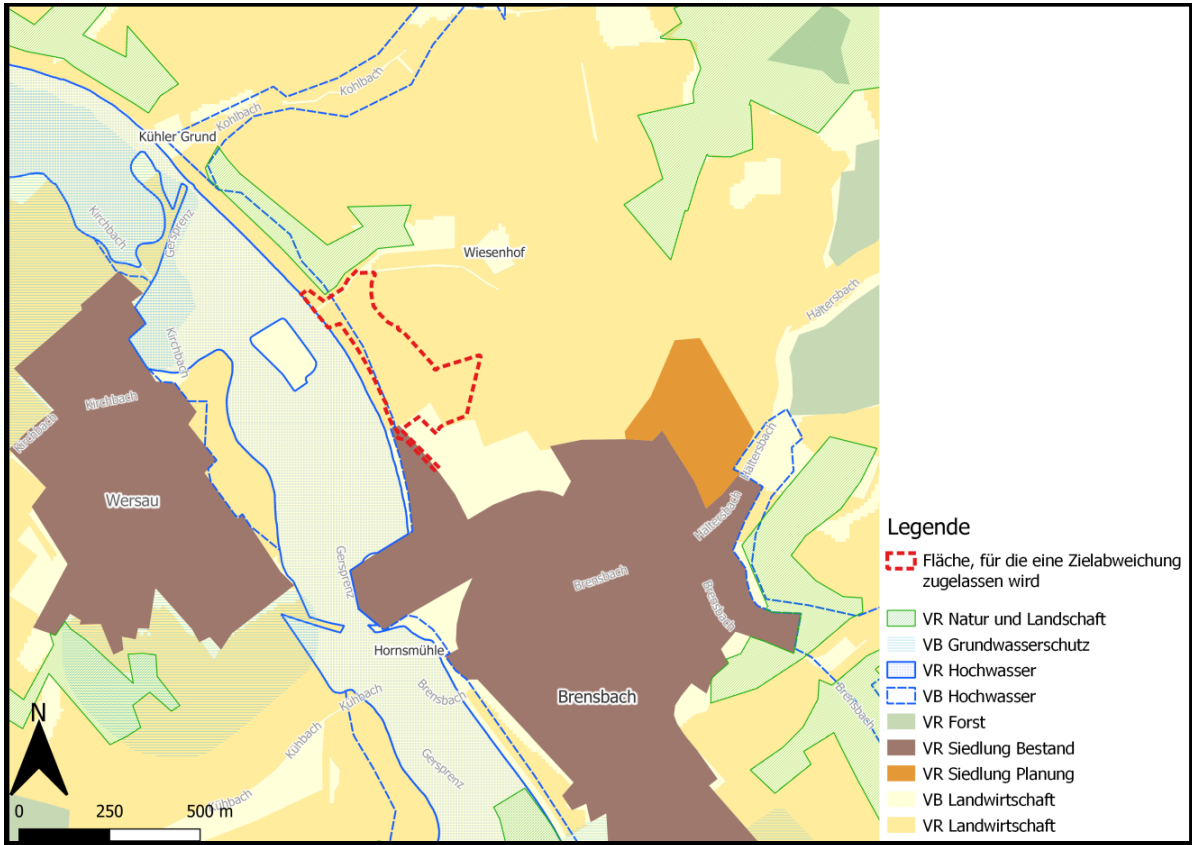 Kohlbach
Kohlbach
Kühler Grund
Kirchbach
Gersprenz
Wiesenhof
Hältersbach
Kirchbach
Kirchbach
Kirchbach
Hältersbach
Wersau
Hältersbach
Gersprenz
Brensbach
Brensbach
Hornsmühle
Brensbach
Kühbach
Brensbach
Brensbach
Kühbach
Gersprenz
Kühbach
N
0 250 500 m
Legende
Fläche, für die eine Zielabweichung
zugelassen wird
VR Natur und Landschaft
VB Grundwasserschutz
VR Hochwasser
VB Hochwasser
VR Forst
VR Siedlung Bestand
VR Siedlung Planung
VB Landwirtschaft
VR Landwirtschaft